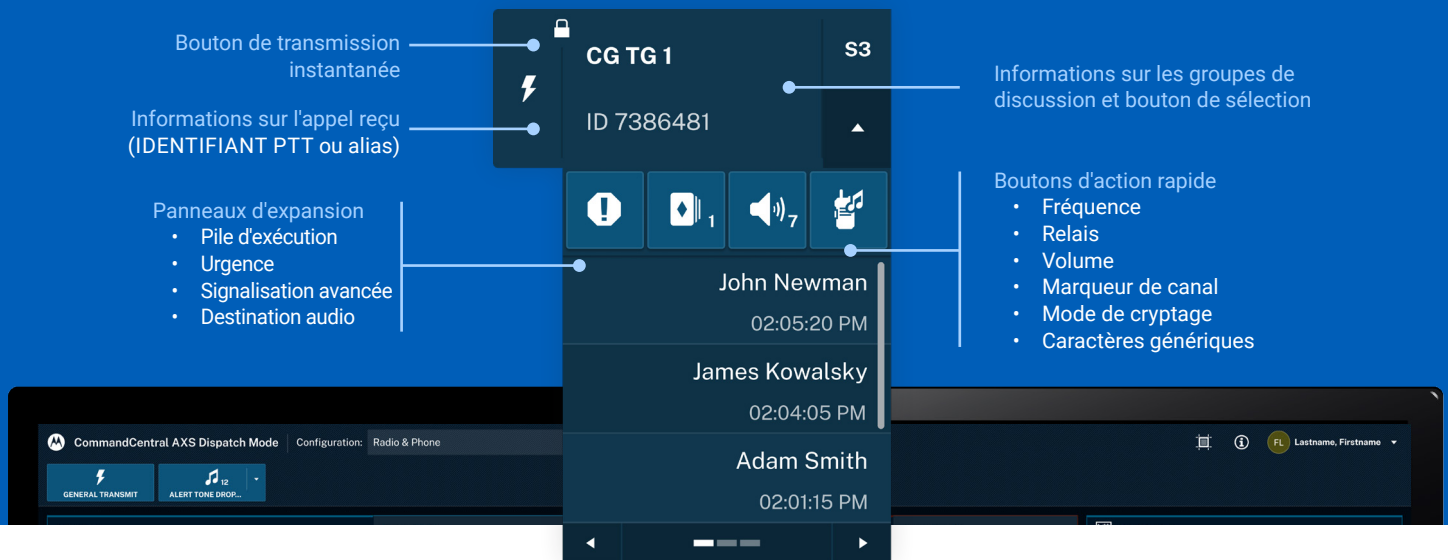 Bouton de transmission
instantanée
Informations sur l'appel reçu
(IDENTIFIANT PTT ou alias)
Panneaux d'expansion
• Pile d'exécution
• Urgence
• Signalisation avancée
• Destination audio
CG TG 1
S3
ID 7386481
1
7
John Newman
02:05:20 PM
James Kowalsky
02:04:05 PM
Adam Smith
02:01:15 PM
Informations sur les groupes de
discussion et bouton de sélection
Boutons d'action rapide
• Fréquence
• Relais
• Volume
• Marqueur de canal
• Mode de cryptage
• Caractères génériques
CommandCentral AXS Dispatch Mode
Configuration: Radio & Phone
FL Lastname, Firstname
GENERAL TRANSMIT
12
ALERT TONE DROP...